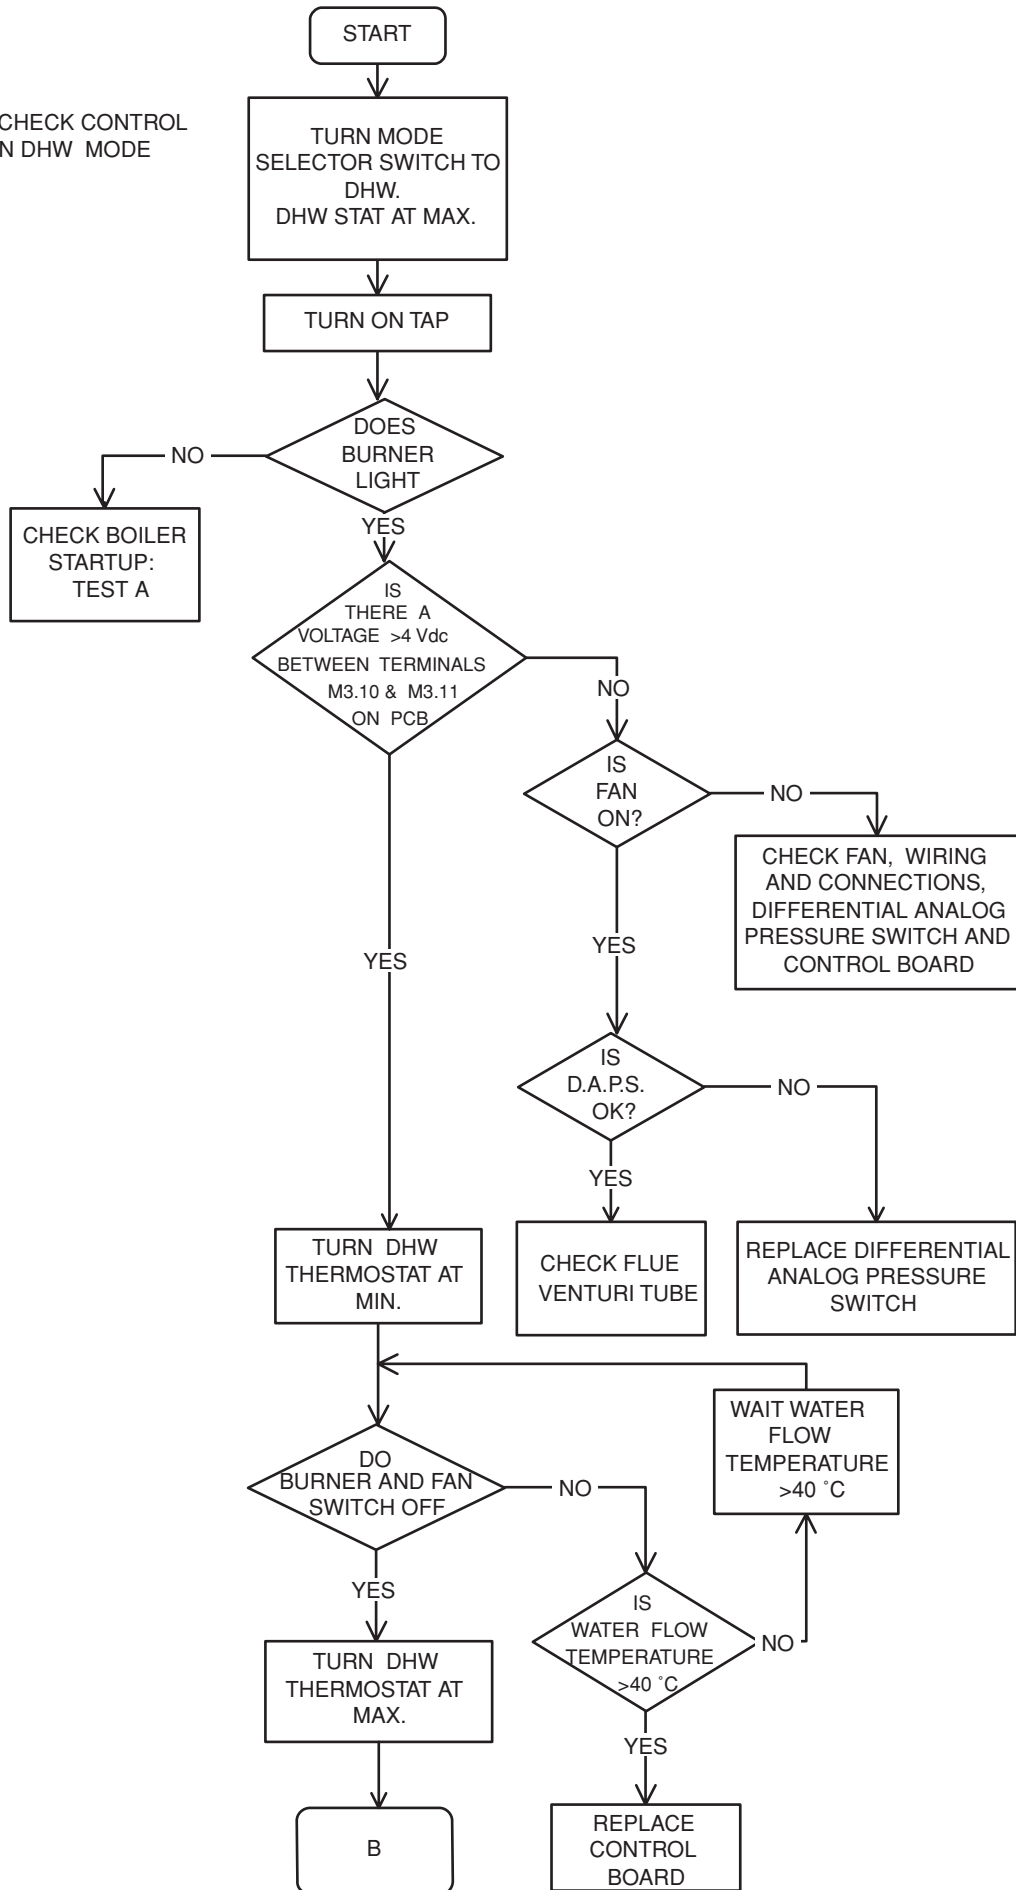 START
CHECK CONTROL
N DHW MODE
TURN MODE
SELECTOR SWITCH TO
DHW.
DHW STAT AT MAX.
TURN ON TAP
DOES
BURNER
LIGHT
NO
YES
CHECK BOILER
STARTUP:
TEST A
IS
THERE A
VOLTAGE >4 Vdc
BETWEEN TERMINALS
M3.10 & M3.11
ON PCB
NO
IS
FAN
ON?
NO
CHECK FAN, WIRING
AND CONNECTIONS,
DIFFERENTIAL ANALOG
PRESSURE SWITCH AND
CONTROL BOARD
YES
YES
IS
D.A.P.S.
OK?
NO
YES
TURN DHW
THERMOSTAT AT
MIN.
CHECK FLUE
VENTURI TUBE
REPLACE DIFFERENTIAL
ANALOG PRESSURE
SWITCH
WAIT WATER
FLOW
TEMPERATURE
>40 °C
DO
BURNER AND FAN
SWITCH OFF
NO
YES
IS
WATER FLOW
TEMPERATURE
>40 °C
NO
TURN DHW
THERMOSTAT AT
MAX.
YES
B
REPLACE
CONTROL
BOARD